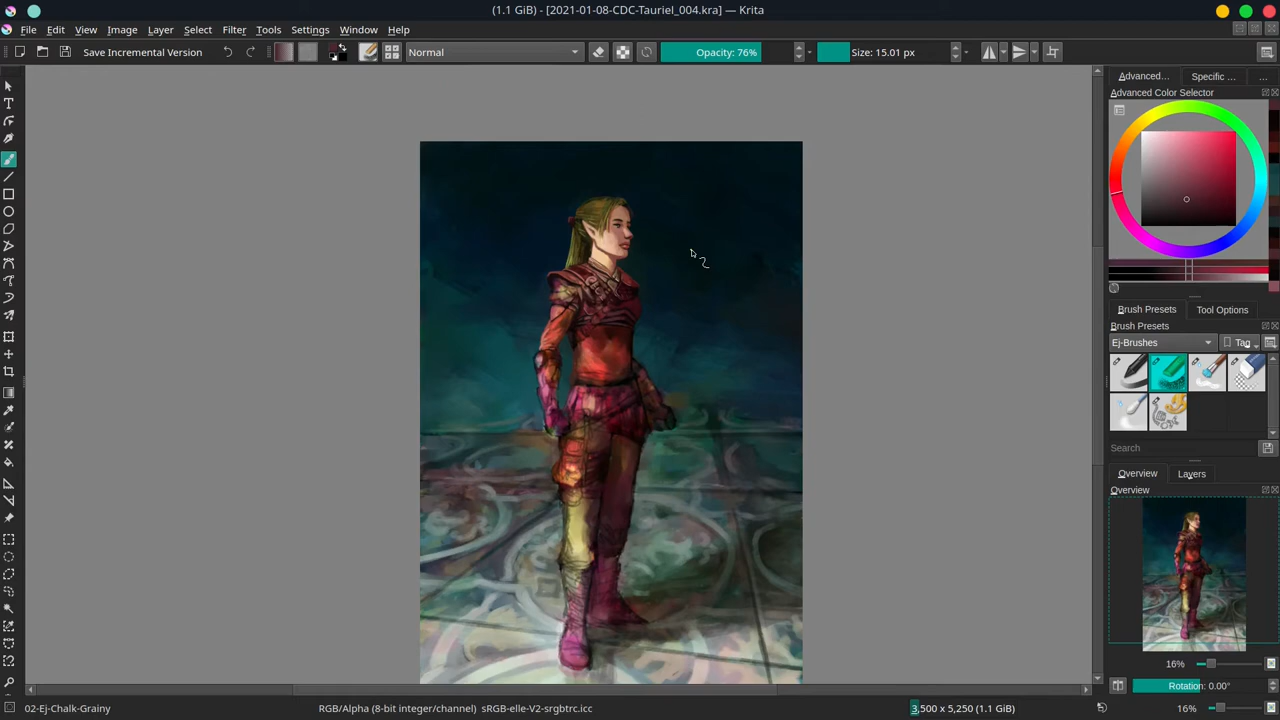 (1.1 GiB) - [2021-01-08-CDC-Tauriel_004.kra] — Krita
File Edit View Image Layer Select Filter Tools Settings Window Help
Save Incremental Version Normal Opacity: 76% Size: 15.01 px
Advanced... Specific ... ...
Advanced Color Selector
Brush Presets Tool Options
Brush Presets
Ej-Brushes Tag
Search
Overview Layers
Overview
16%
Rotation: 0.00°
02-Ej-Chalk-Grainy RGB/Alpha (8-bit integer/channel) sRGB-elle-V2-srgbtrc.icc 3,500 x 5,250 (1.1 GiB) 16%